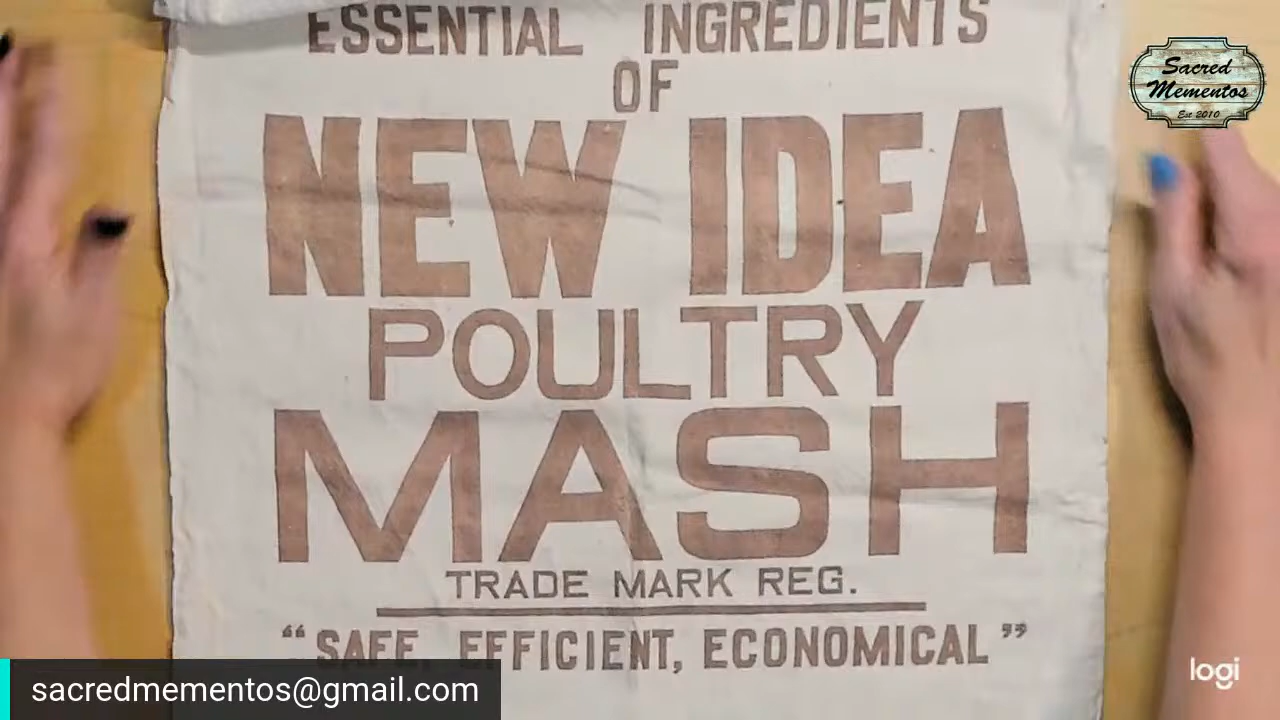 ESSENTIAL INGREDIENTS
OF
NEW IDEA
POULTRY
MASH
TRADE MARK REG.
“SAFE, EFFICIENT, ECONOMICAL”
Sacred
Mementos
Est 2010
sacredmementos@gmail.com
logi